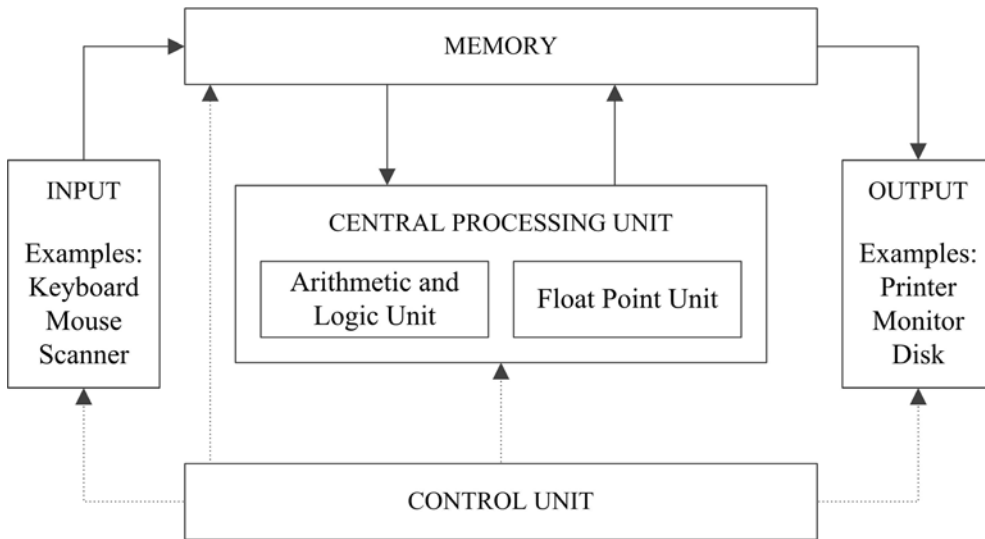 MEMORY
INPUT
Examples:
Keyboard
Mouse
Scanner
CENTRAL PROCESSING UNIT
Arithmetic and
Logic Unit
Float Point Unit
OUTPUT
Examples:
Printer
Monitor
Disk
CONTROL UNIT